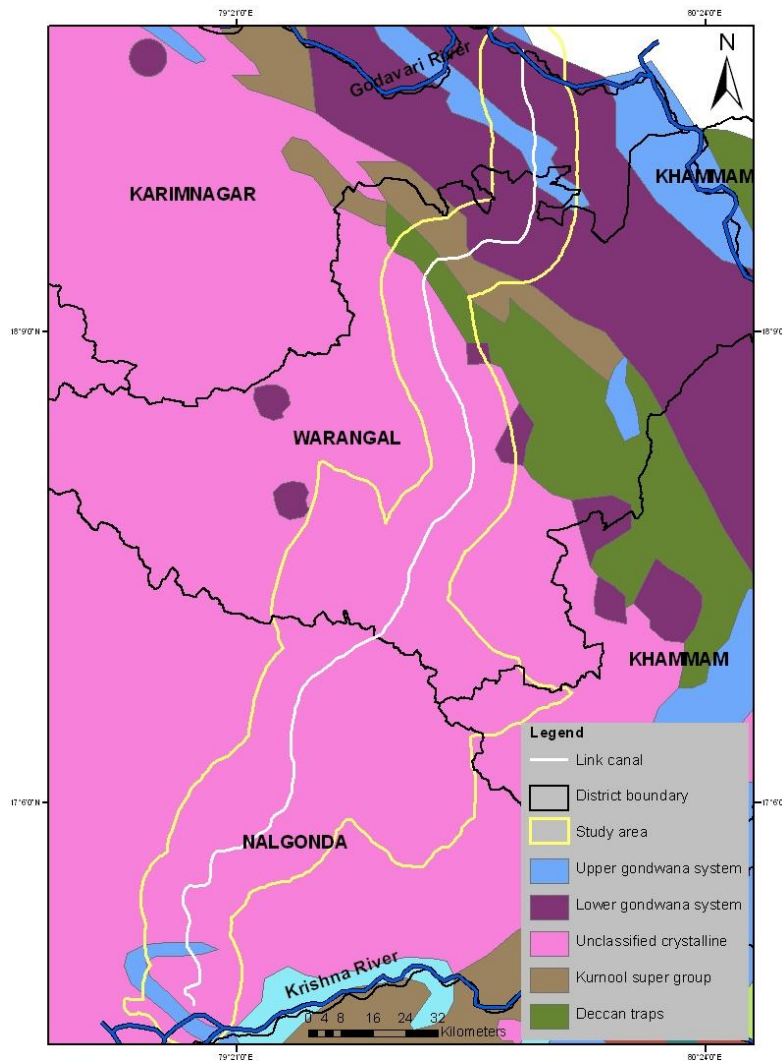 79°21'0"E
80°24'0"E
N
Godavari River
KARIMNAGAR
KHAMMAM
18°9'0"N
18°9'0"
WARANGAL
KHAMMAM
Legend
Link canal
17°6'0"N
17°6'0"
District boundary
Study area
NALGONDA
Upper gondwana system
Lower gondwana system
Unclassified crystalline
Krishna River
Kurnool super group
Deccan traps
0 4 8 16 24 32
Kilometers
79°21'0"E
80°24'0"E